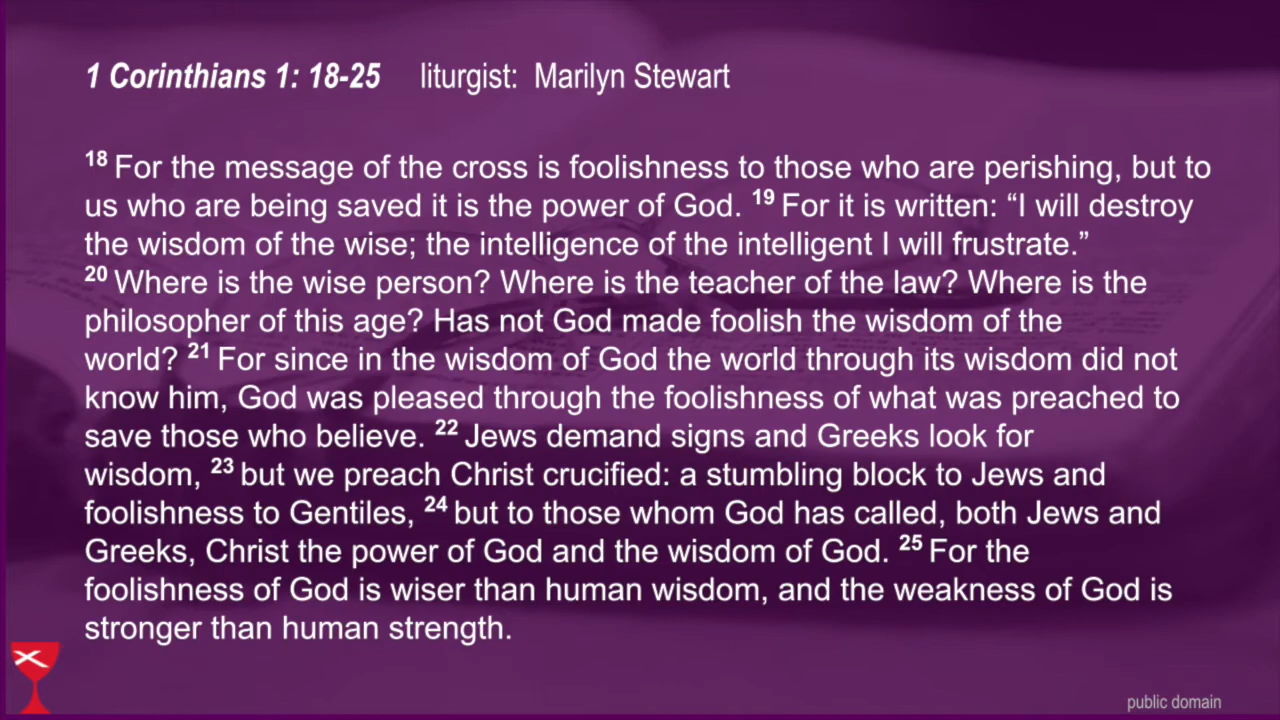 1 Corinthians 1: 18-25 liturgist: Marilyn Stewart
18 For the message of the cross is foolishness to those who are perishing, but to
us who are being saved it is the power of God. 19 For it is written: “I will destroy
the wisdom of the wise; the intelligence of the intelligent I will frustrate.”
20 Where is the wise person? Where is the teacher of the law? Where is the
philosopher of this age? Has not God made foolish the wisdom of the
world? 21 For since in the wisdom of God the world through its wisdom did not
know him, God was pleased through the foolishness of what was preached to
save those who believe. 22 Jews demand signs and Greeks look for
wisdom, 23 but we preach Christ crucified: a stumbling block to Jews and
foolishness to Gentiles, 24 but to those whom God has called, both Jews and
Greeks, Christ the power of God and the wisdom of God. 25 For the
foolishness of God is wiser than human wisdom, and the weakness of God is
stronger than human strength.
public domain